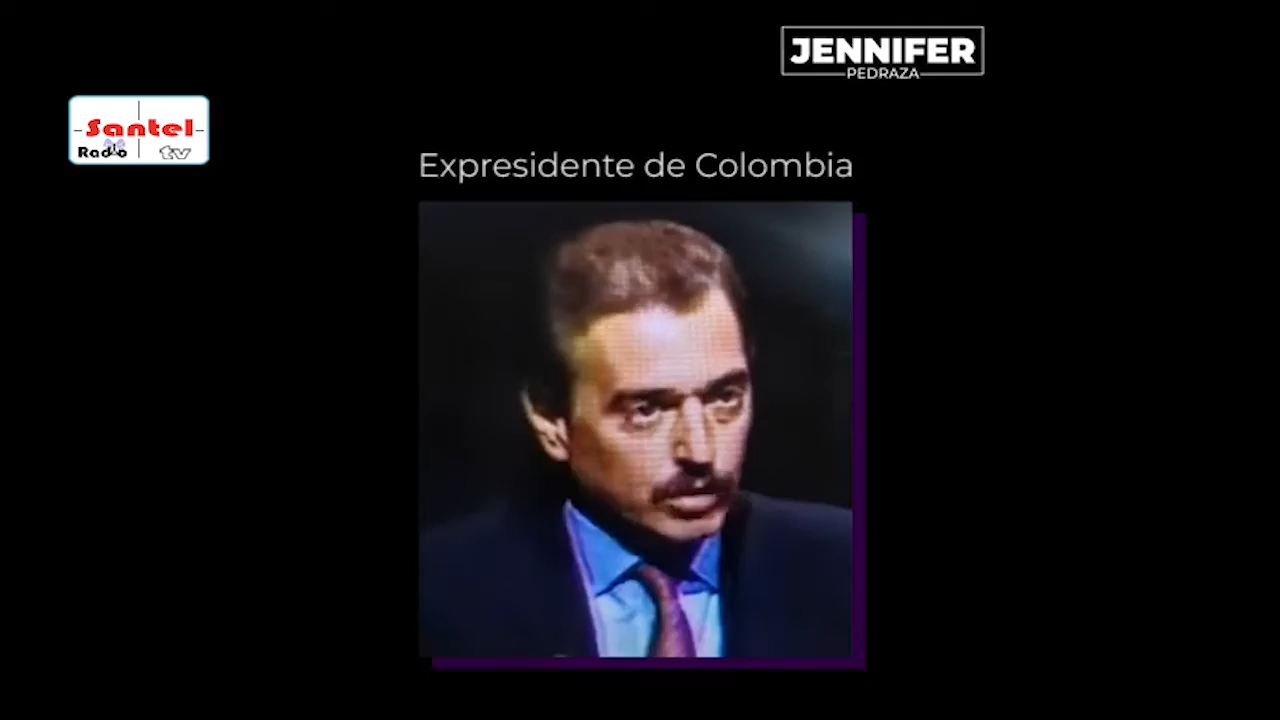 JENNIFER
PEDRAZA
Santel
Radio tv
Expresidente de Colombia